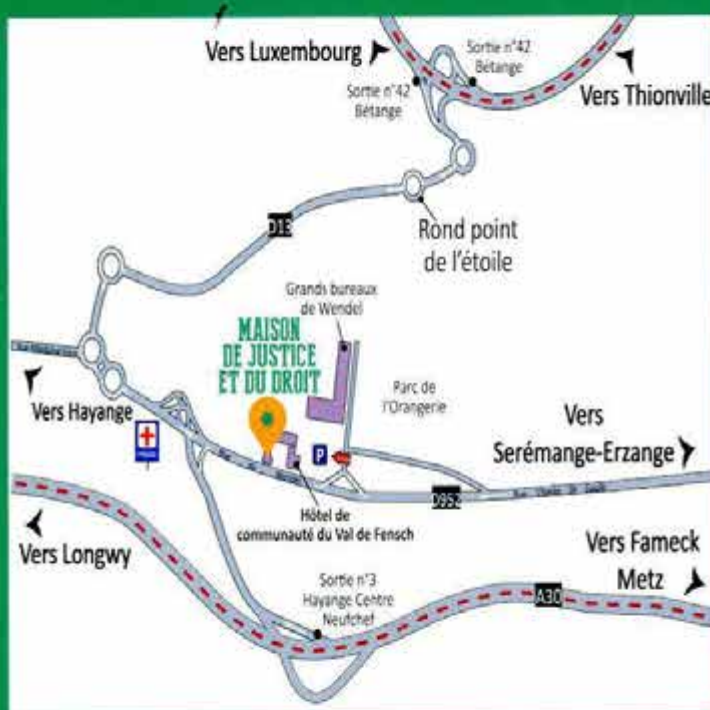 Vers Luxembourg
Sortie n°42
Bétange
Sortie n°42
Bétange
Vers Thionville
D13
Rond point
de l'étoile
Grands bureaux
de Wendel
MAISON
DE JUSTICE
ET DU DROIT
Parc de
l'Orangerie
Vers Hayange
Vers
Serémange-Erzange
P
D952
Hôtel de
communauté du Val de Fensch
Vers Longwy
Sortie n°3
Hayange Centre
Neufchef
Vers Fameck
Metz
A30